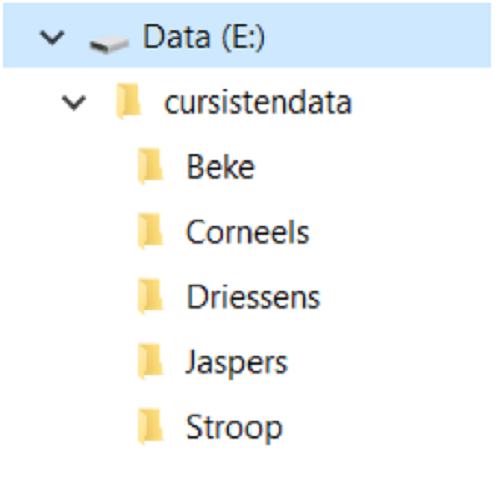 Data (E:)
cursistendata
Beke
Corneels
Driessens
Jaspers
Stroop